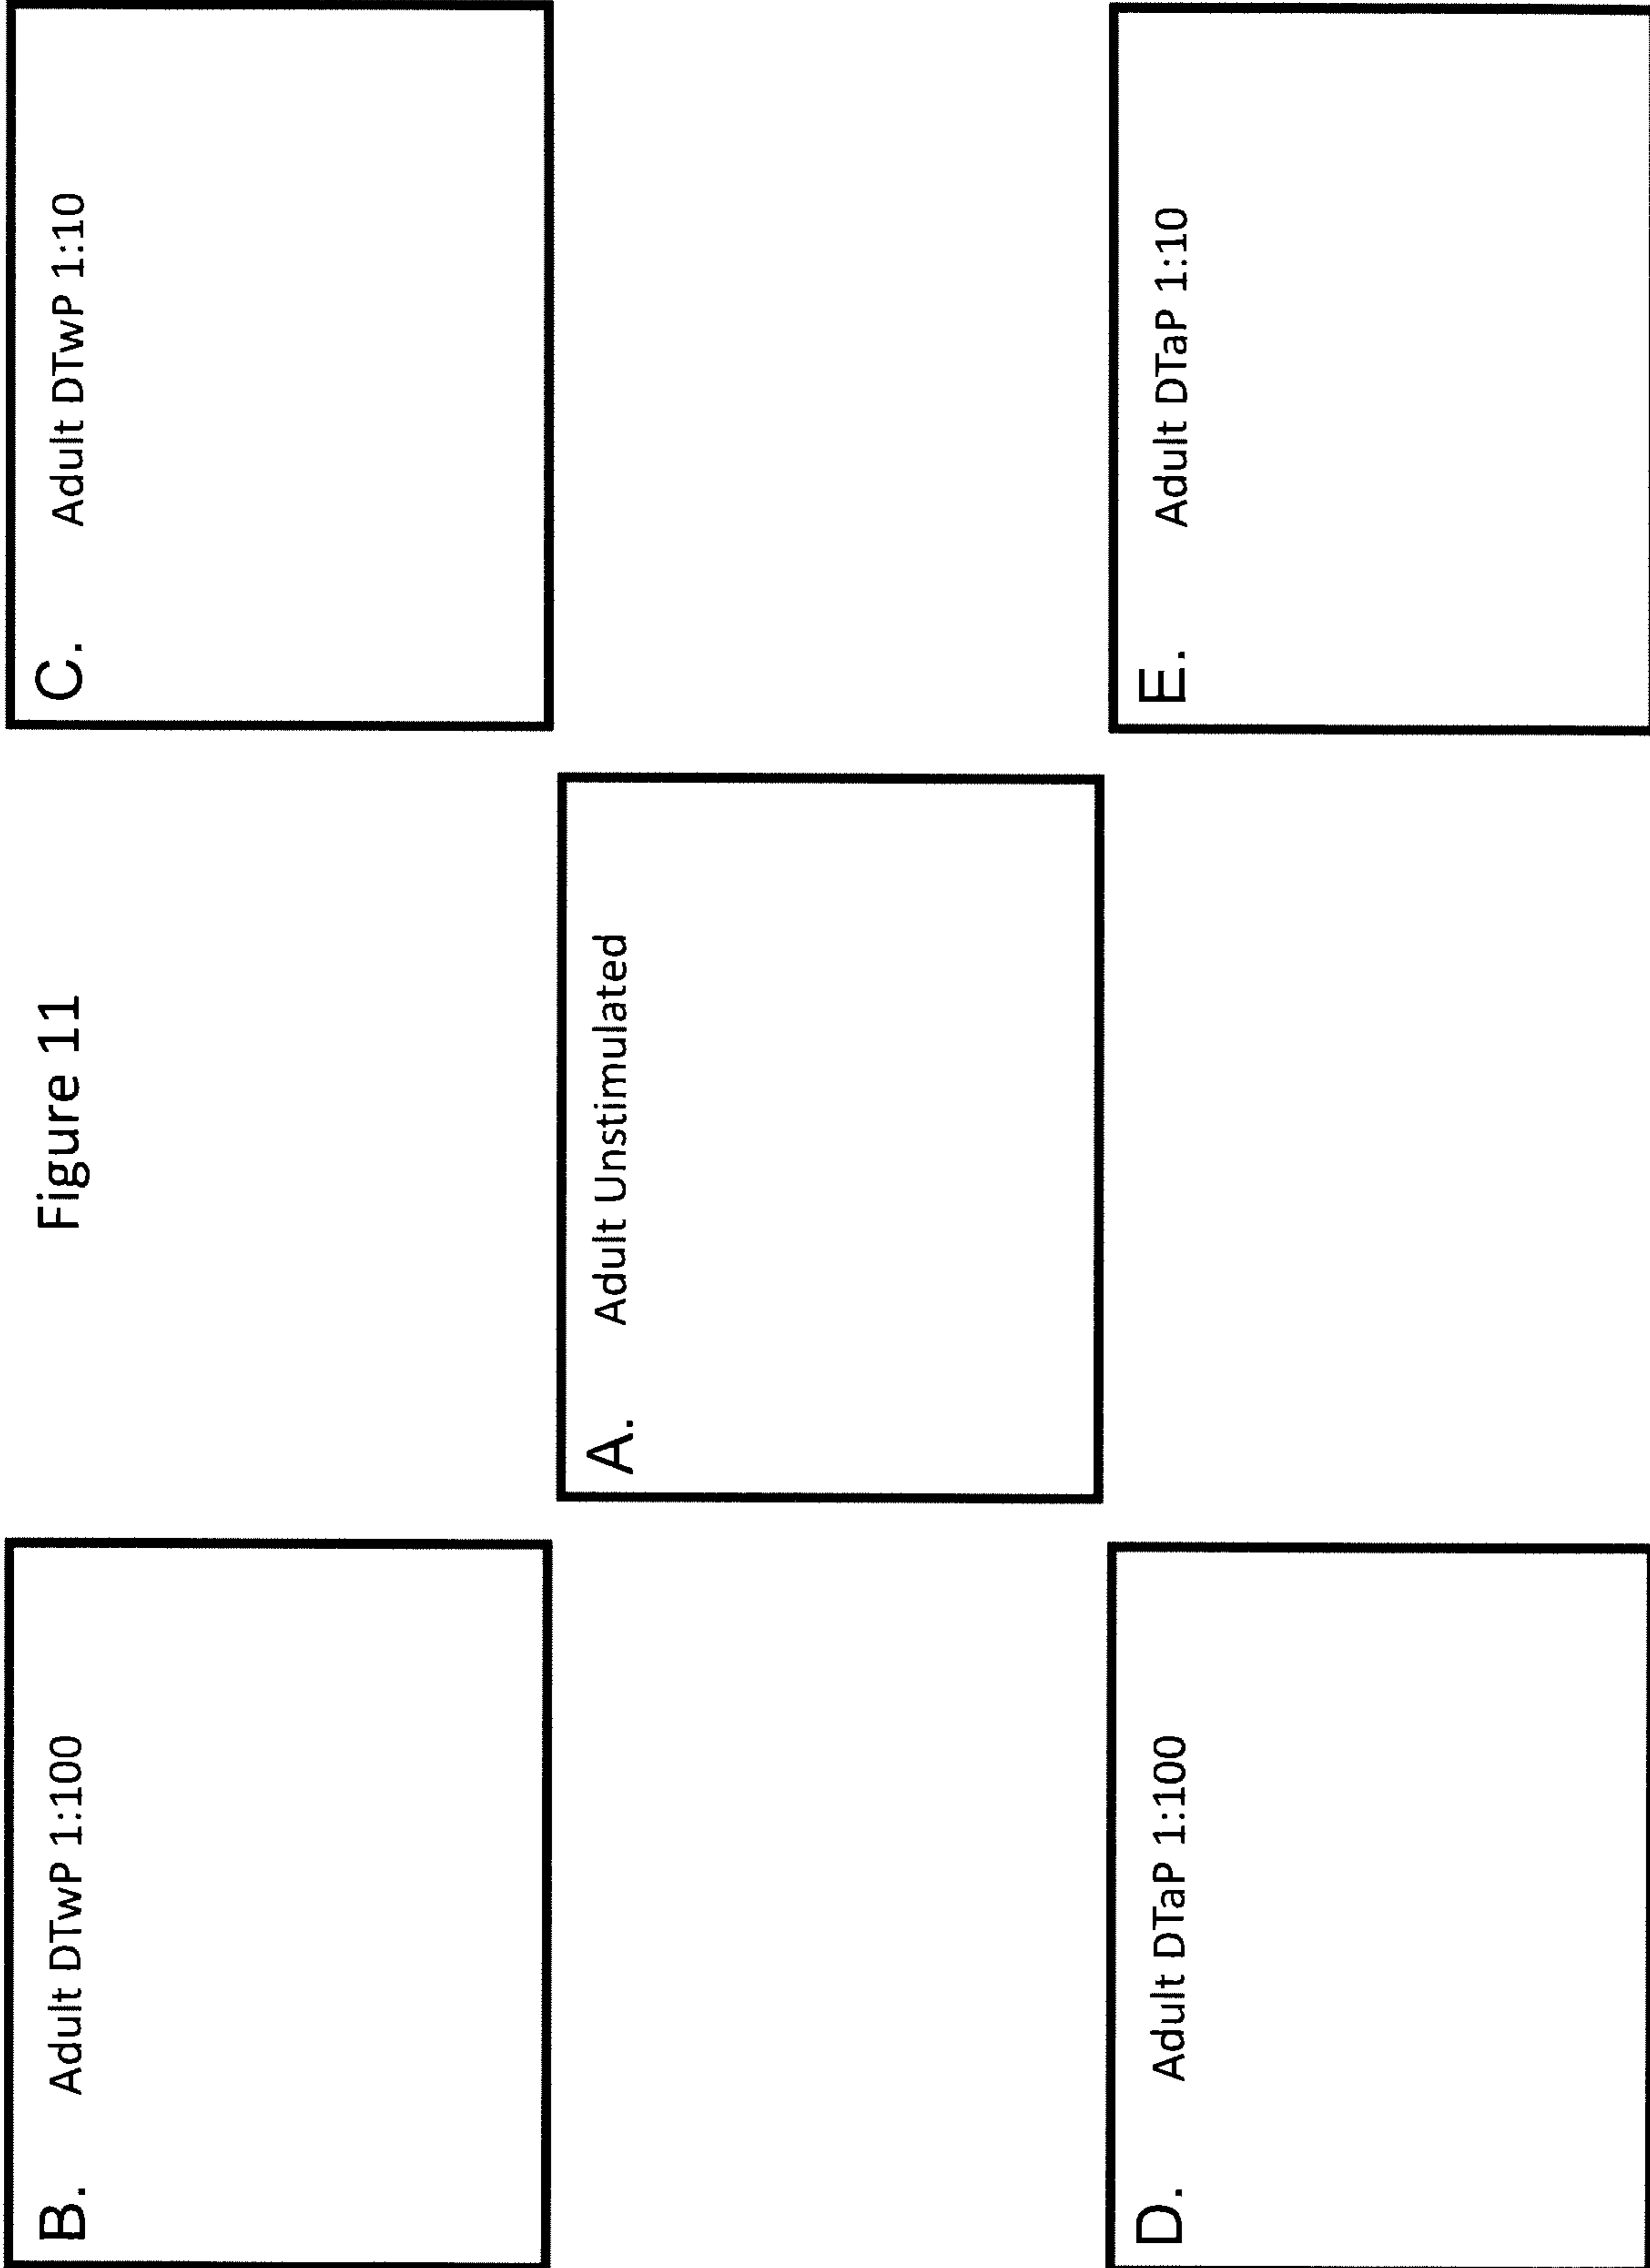 Figure 11
B. Adult DTwP 1:100
C. Adult DTwP 1:10
A. Adult Unstimulated
D. Adult DTaP 1:100
E. Adult DTaP 1:10